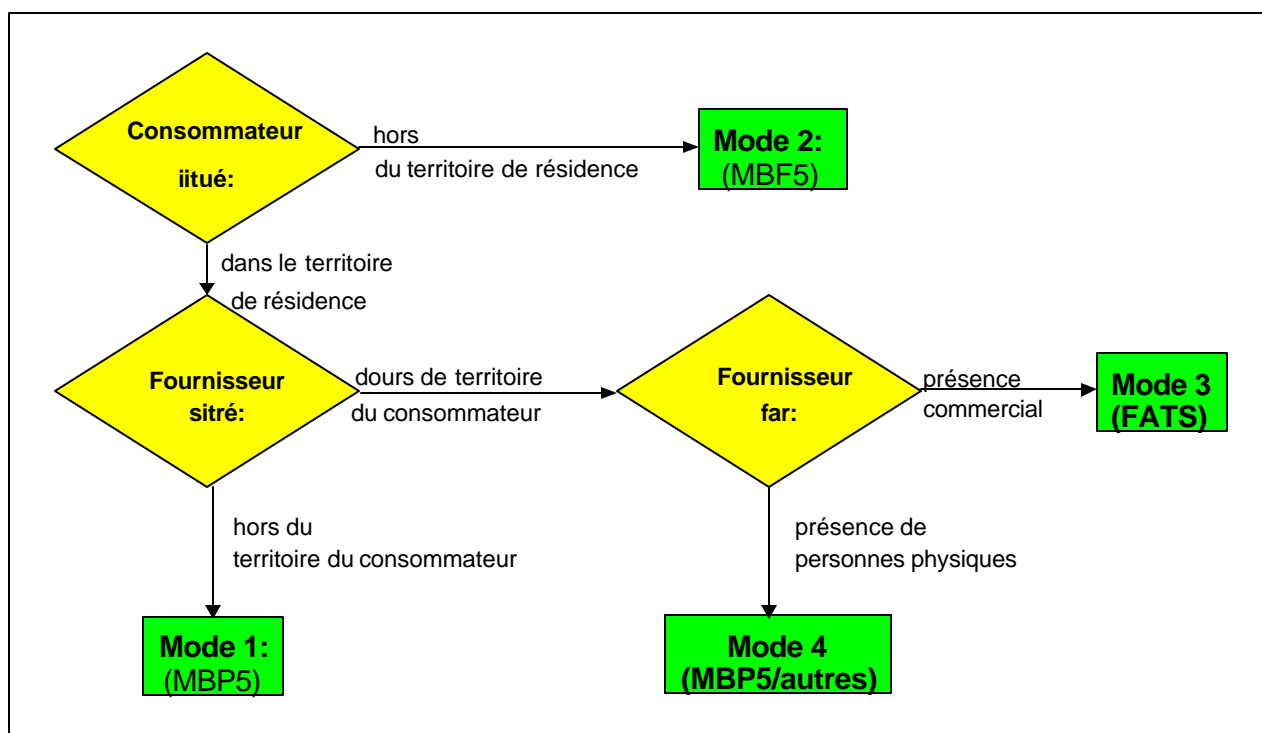 Consommateur
iitué:
hors
du territoire de résidence
Mode 2:
(MBF5)
dans le territoire
de résidence
Fournisseur
sitré:
dours de territoire
du consommateur
Fournisseur
far:
présence
commercial
Mode 3
(FATS)
hors du
territoire du consommateur
présence de
personnes physiques
Mode 1:
(MBP5)
Mode 4
(MBP5/autres)